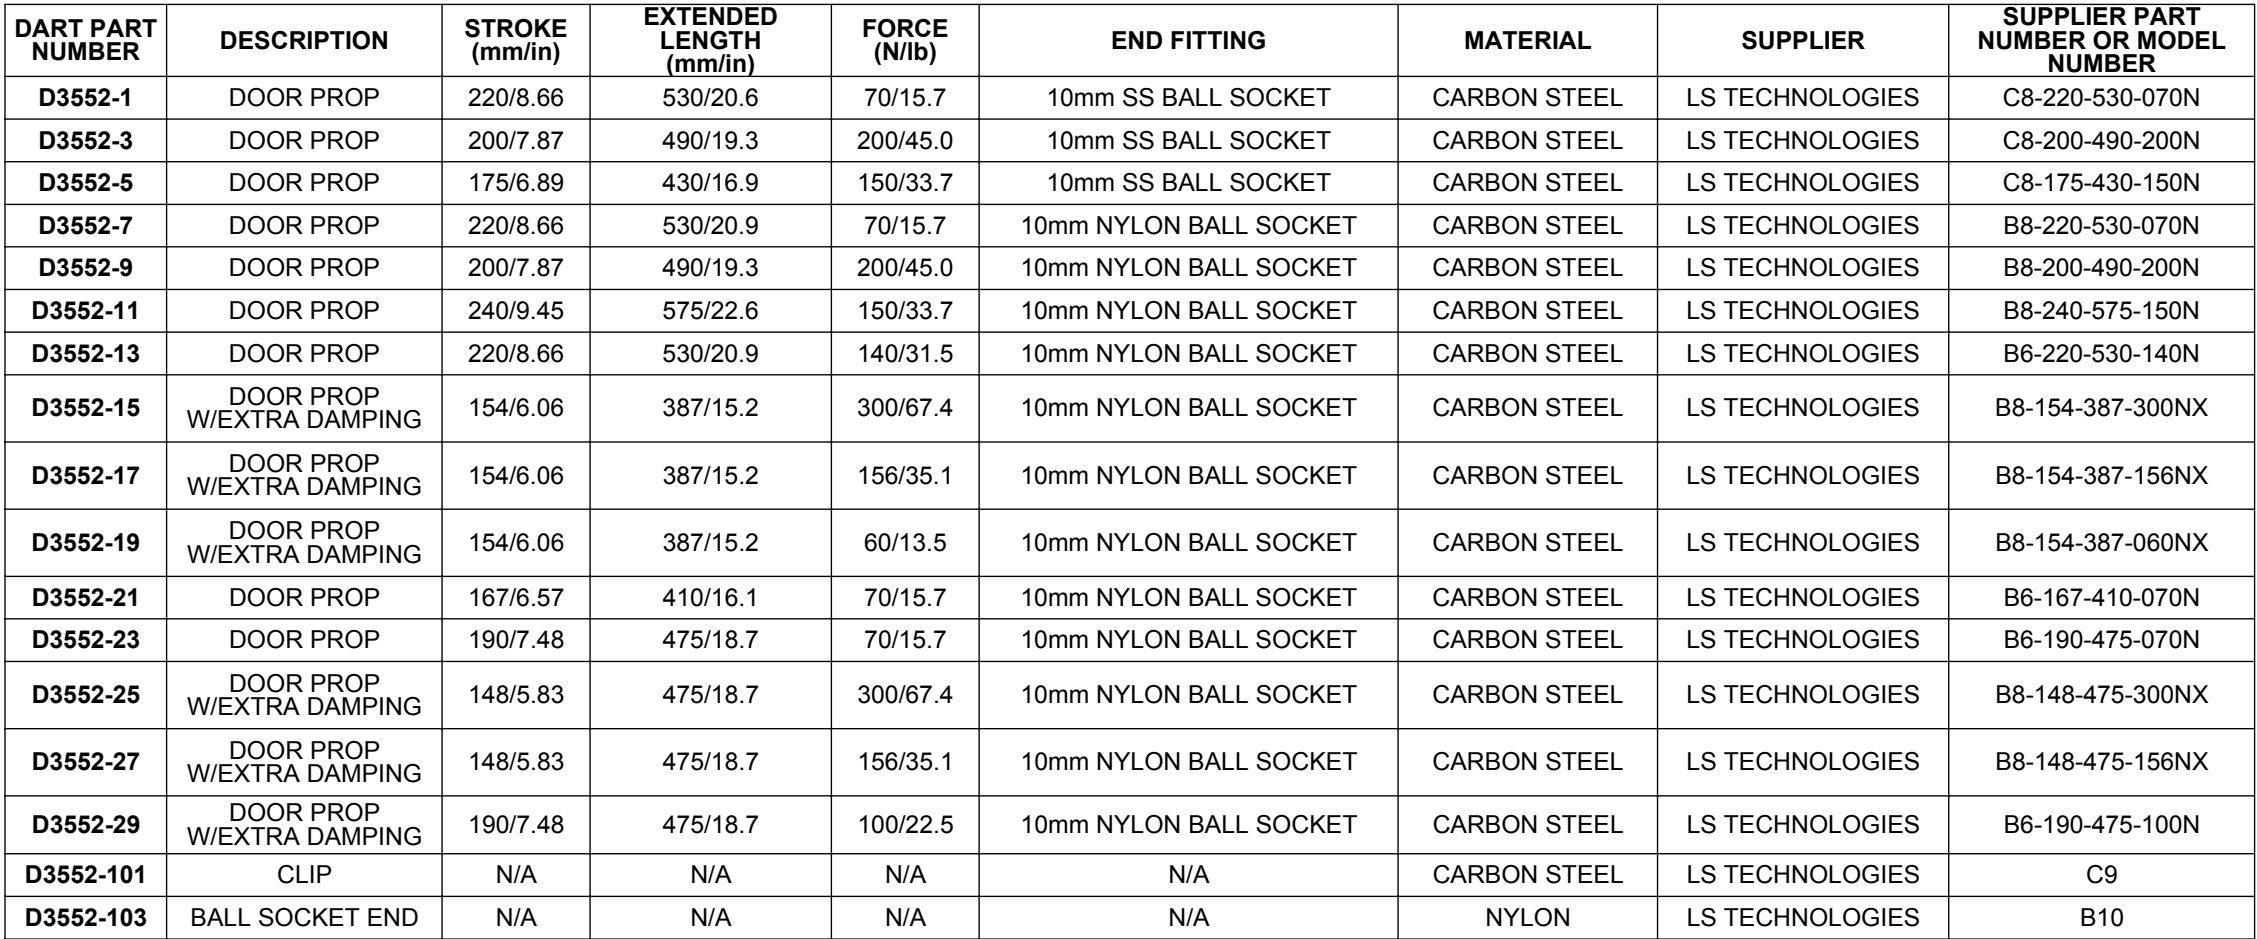 DART PART NUMBER | DESCRIPTION | STROKE (mm/in) | EXTENDED LENGTH (mm/in) | FORCE (N/lb) | END FITTING | MATERIAL | SUPPLIER | SUPPLIER PART NUMBER OR MODEL NUMBER
D3552-1 | DOOR PROP | 220/8.66 | 530/20.6 | 70/15.7 | 10mm SS BALL SOCKET | CARBON STEEL | LS TECHNOLOGIES | C8-220-530-070N
D3552-3 | DOOR PROP | 200/7.87 | 490/19.3 | 200/45.0 | 10mm SS BALL SOCKET | CARBON STEEL | LS TECHNOLOGIES | C8-200-490-200N
D3552-5 | DOOR PROP | 175/6.89 | 430/16.9 | 150/33.7 | 10mm SS BALL SOCKET | CARBON STEEL | LS TECHNOLOGIES | C8-175-430-150N
D3552-7 | DOOR PROP | 220/8.66 | 530/20.9 | 70/15.7 | 10mm NYLON BALL SOCKET | CARBON STEEL | LS TECHNOLOGIES | B8-220-530-070N
D3552-9 | DOOR PROP | 200/7.87 | 490/19.3 | 200/45.0 | 10mm NYLON BALL SOCKET | CARBON STEEL | LS TECHNOLOGIES | B8-200-490-200N
D3552-11 | DOOR PROP | 240/9.45 | 575/22.6 | 150/33.7 | 10mm NYLON BALL SOCKET | CARBON STEEL | LS TECHNOLOGIES | B8-240-575-150N
D3552-13 | DOOR PROP | 220/8.66 | 530/20.9 | 140/31.5 | 10mm NYLON BALL SOCKET | CARBON STEEL | LS TECHNOLOGIES | B6-220-530-140N
D3552-15 | DOOR PROP W/EXTRA DAMPING | 154/6.06 | 387/15.2 | 300/67.4 | 10mm NYLON BALL SOCKET | CARBON STEEL | LS TECHNOLOGIES | B8-154-387-300NX
D3552-17 | DOOR PROP W/EXTRA DAMPING | 154/6.06 | 387/15.2 | 156/35.1 | 10mm NYLON BALL SOCKET | CARBON STEEL | LS TECHNOLOGIES | B8-154-387-156NX
D3552-19 | DOOR PROP W/EXTRA DAMPING | 154/6.06 | 387/15.2 | 60/13.5 | 10mm NYLON BALL SOCKET | CARBON STEEL | LS TECHNOLOGIES | B8-154-387-060NX
D3552-21 | DOOR PROP | 167/6.57 | 410/16.1 | 70/15.7 | 10mm NYLON BALL SOCKET | CARBON STEEL | LS TECHNOLOGIES | B6-167-410-070N
D3552-23 | DOOR PROP | 190/7.48 | 475/18.7 | 70/15.7 | 10mm NYLON BALL SOCKET | CARBON STEEL | LS TECHNOLOGIES | B6-190-475-070N
D3552-25 | DOOR PROP W/EXTRA DAMPING | 148/5.83 | 475/18.7 | 300/67.4 | 10mm NYLON BALL SOCKET | CARBON STEEL | LS TECHNOLOGIES | B8-148-475-300NX
D3552-27 | DOOR PROP W/EXTRA DAMPING | 148/5.83 | 475/18.7 | 156/35.1 | 10mm NYLON BALL SOCKET | CARBON STEEL | LS TECHNOLOGIES | B8-148-475-156NX
D3552-29 | DOOR PROP W/EXTRA DAMPING | 190/7.48 | 475/18.7 | 100/22.5 | 10mm NYLON BALL SOCKET | CARBON STEEL | LS TECHNOLOGIES | B6-190-475-100N
D3552-101 | CLIP | N/A | N/A | N/A | N/A | CARBON STEEL | LS TECHNOLOGIES | C9
D3552-103 | BALL SOCKET END | N/A | N/A | N/A | N/A | NYLON | LS TECHNOLOGIES | B10